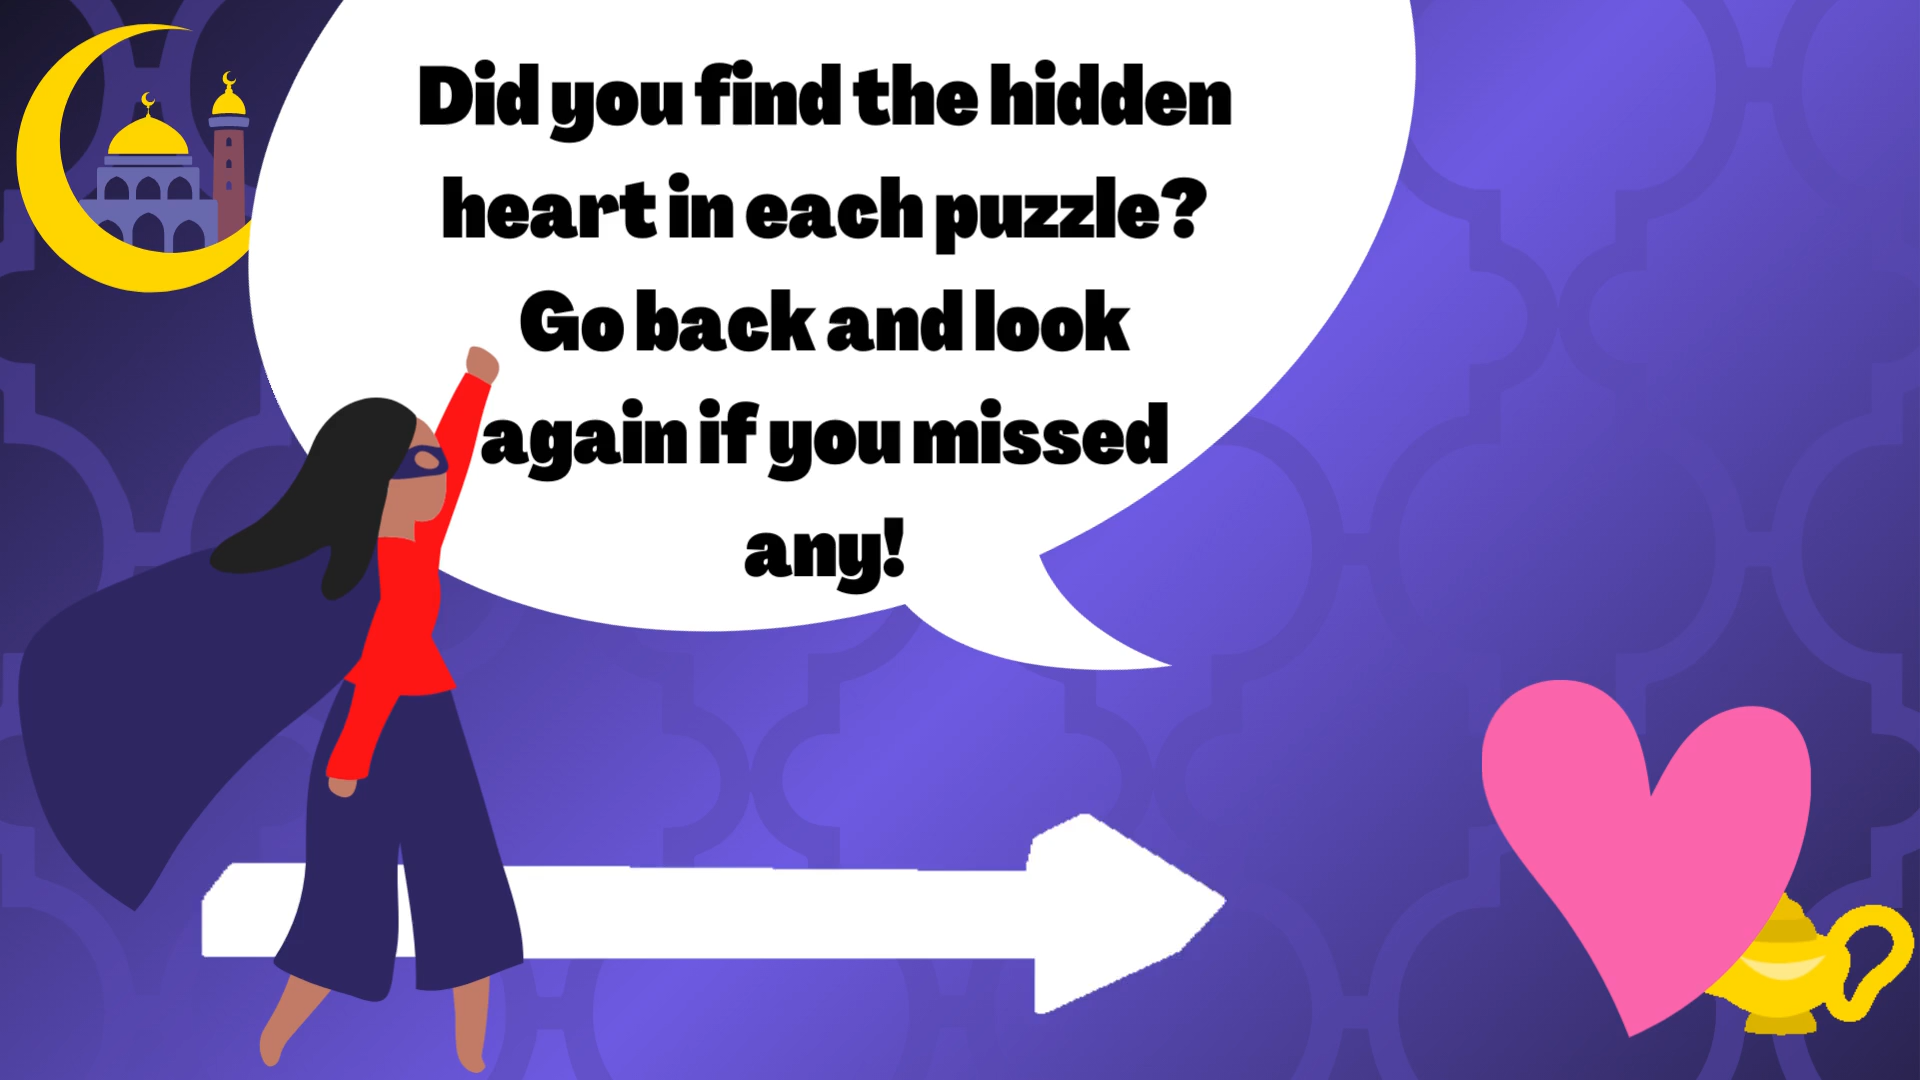 Did you find the hidden
heart in each puzzle?
Go back and look
again if you missed
any!